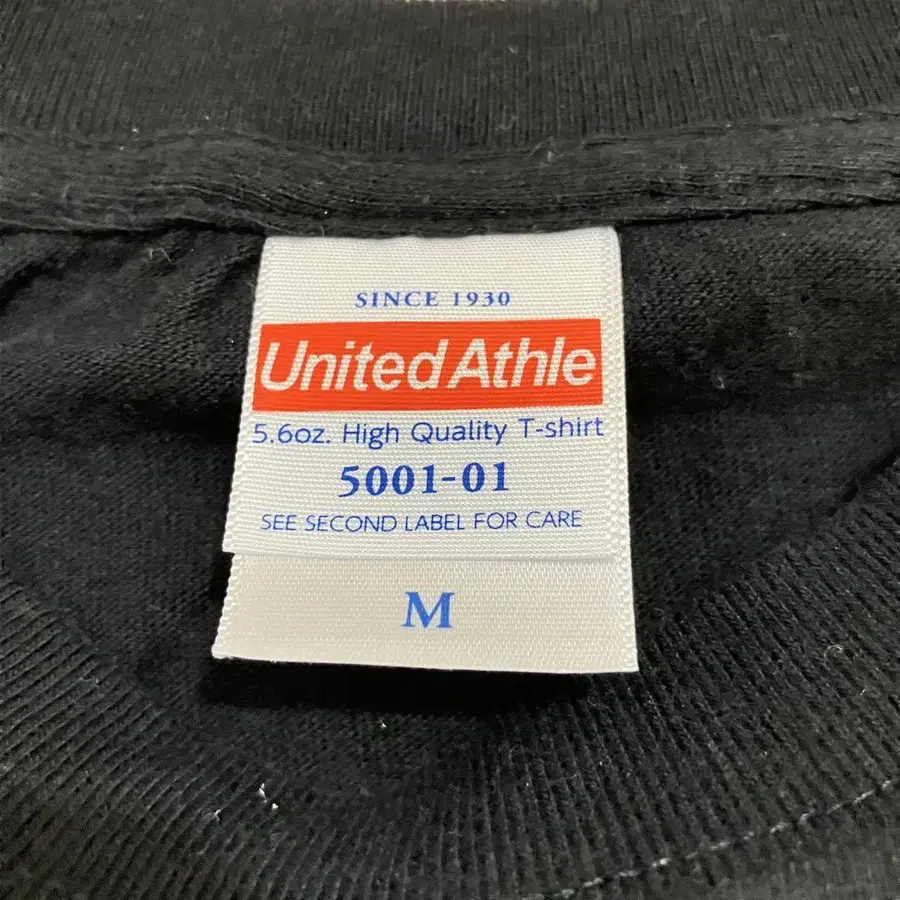 SINCE 1930
United Athle
5.6oz. High Quality T-shirt
5001-01
SEE SECOND LABEL FOR CARE
M